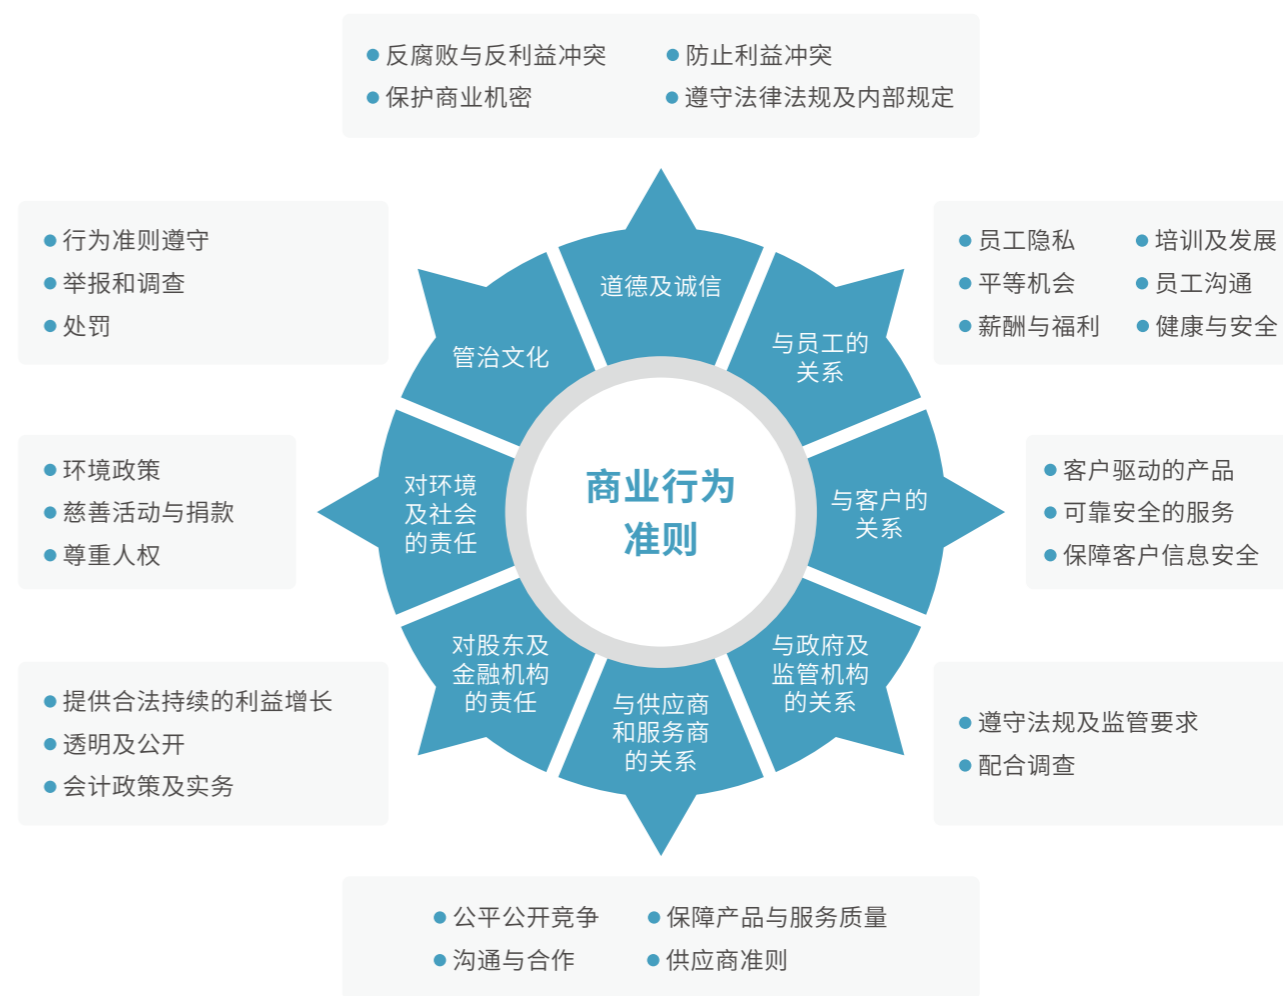 反腐败与反利益冲突
防止利益冲突
保护商业机密
遵守法律法规及内部规定
行为准则遵守
举报和调查
处罚
员工隐私
培训及发展
平等机会
员工沟通
薪酬与福利
健康与安全
道德及诚信
管治文化
与员工的
关系
环境政策
慈善活动与捐款
尊重人权
对环境
及社会
的责任
商业行为
准则
与客户的
关系
客户驱动的产品
可靠安全的服务
保障客户信息安全
对股东及
金融机构
的责任
与供应商
和服务商
的关系
与政府及
监管机构
的关系
提供合法持续的利益增长
透明及公开
会计政策及实务
遵守法规及监管要求
配合调查
公平公开竞争
保障产品与服务质量
沟通与合作
供应商准则